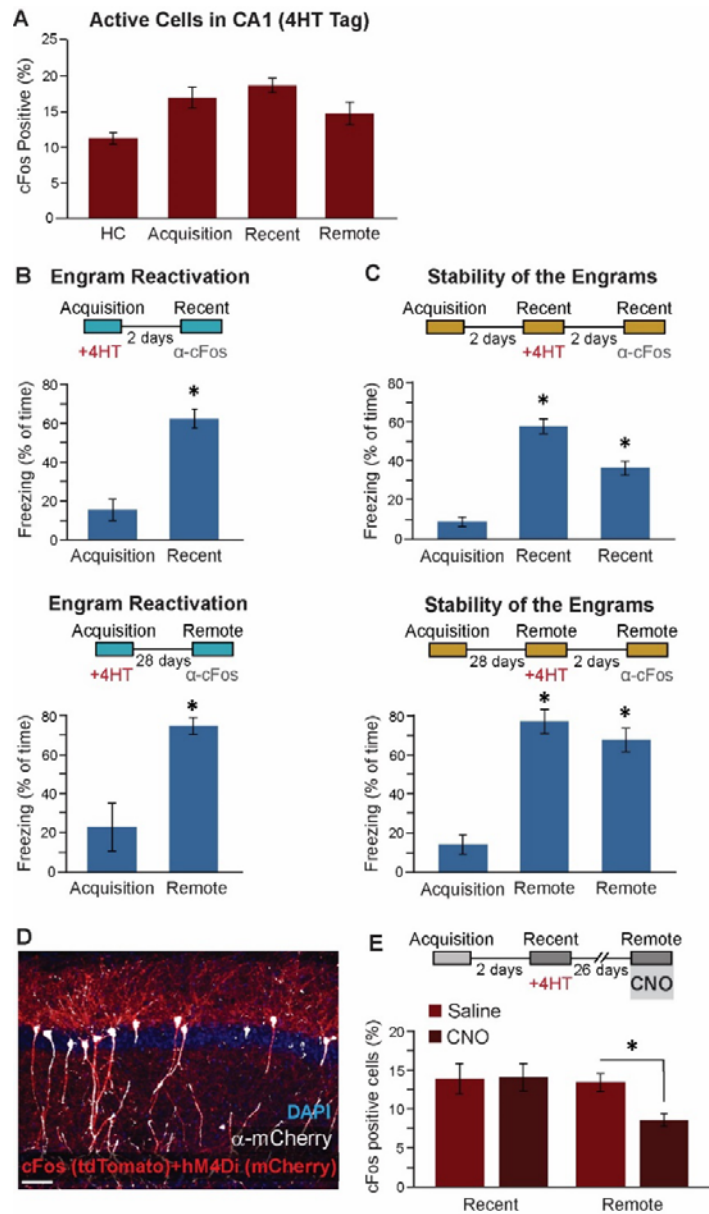 A
Active Cells in CA1 (4HT Tag)
cFos Positive (%)
25
20
15
10
5
0
HC Acquisition Recent Remote
B Engram Reactivation
Acquisition Recent
2 days
+4HT α-cFos
Freezing (% of time)
80
60
40
20
0
Acquisition Recent
Engram Reactivation
Acquisition Remote
28 days
+4HT α-cFos
*
Freezing (% of time)
80
60
40
20
0
*
Acquisition Remote
C Stability of the Engrams
Acquisition Recent Recent
2 days 2 days
+4HT α-cFos
Freezing (% of time)
80
60
40
20
0
* *
Acquisition Recent Recent
Stability of the Engrams
Acquisition Remote Remote
28 days 2 days
+4HT α-cFos
Freezing (% of time)
80
60
40
20
0
* *
Acquisition Remote Remote
D
DAPI
α-mCherry
cFos (tdTomato)+hM4Di (mCherry)
E
Acquisition Recent Remote
2 days 26 days
+4HT CNO
Saline
CNO
cFos positive cells (%)
15
10
5
0
*
Recent Remote